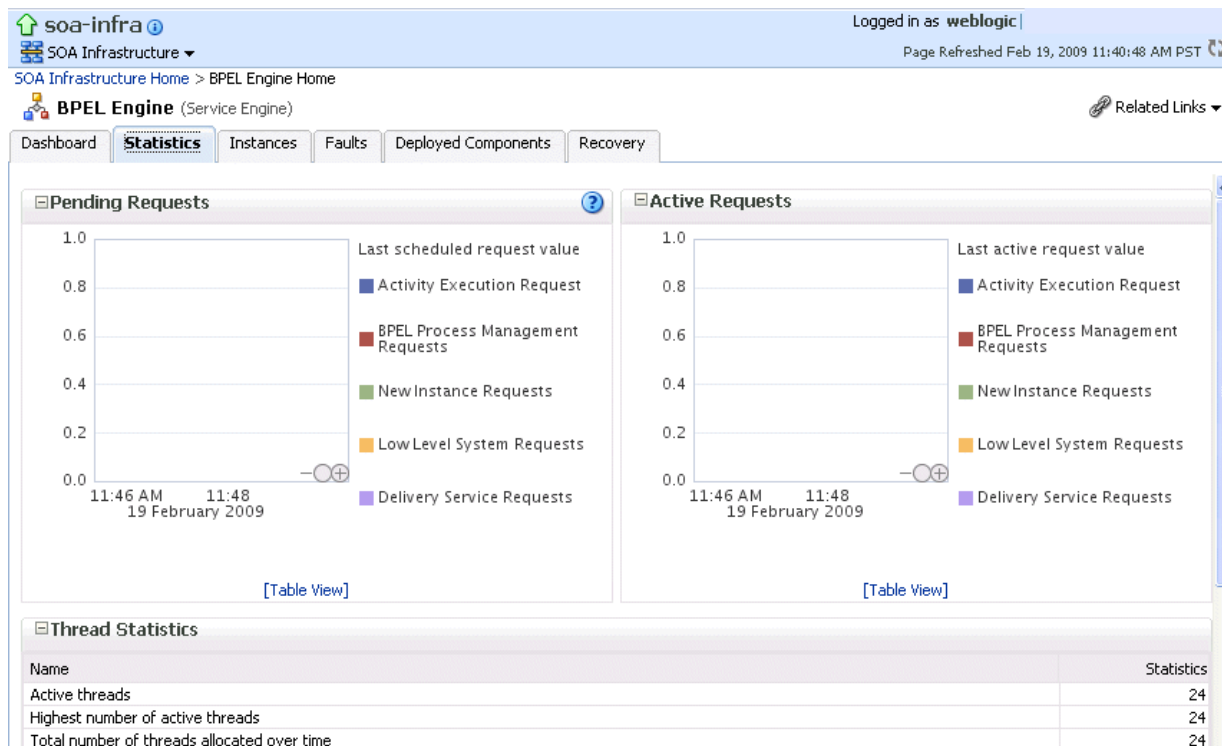 soa-infra
Logged in as weblogic
SOA Infrastructure
Page Refreshed Feb 19, 2009 11:40:48 AM PST
SOA Infrastructure Home > BPEL Engine Home
BPEL Engine (Service Engine)
Related Links
Dashboard
Statistics
Instances
Faults
Deployed Components
Recovery
Pending Requests
1.0
0.8
0.6
0.4
0.2
0.0
11:46 AM
11:48
19 February 2009
Last scheduled request value
Activity Execution Request
BPEL Process Management
Requests
New Instance Requests
Low Level System Requests
Delivery Service Requests
[Table View]
Active Requests
1.0
0.8
0.6
0.4
0.2
0.0
11:46 AM
11:48
19 February 2009
Last active request value
Activity Execution Request
BPEL Process Management
Requests
New Instance Requests
Low Level System Requests
Delivery Service Requests
[Table View]
Thread Statistics
Name Statistics
Active threads 24
Highest number of active threads 24
Total number of threads allocated over time 24